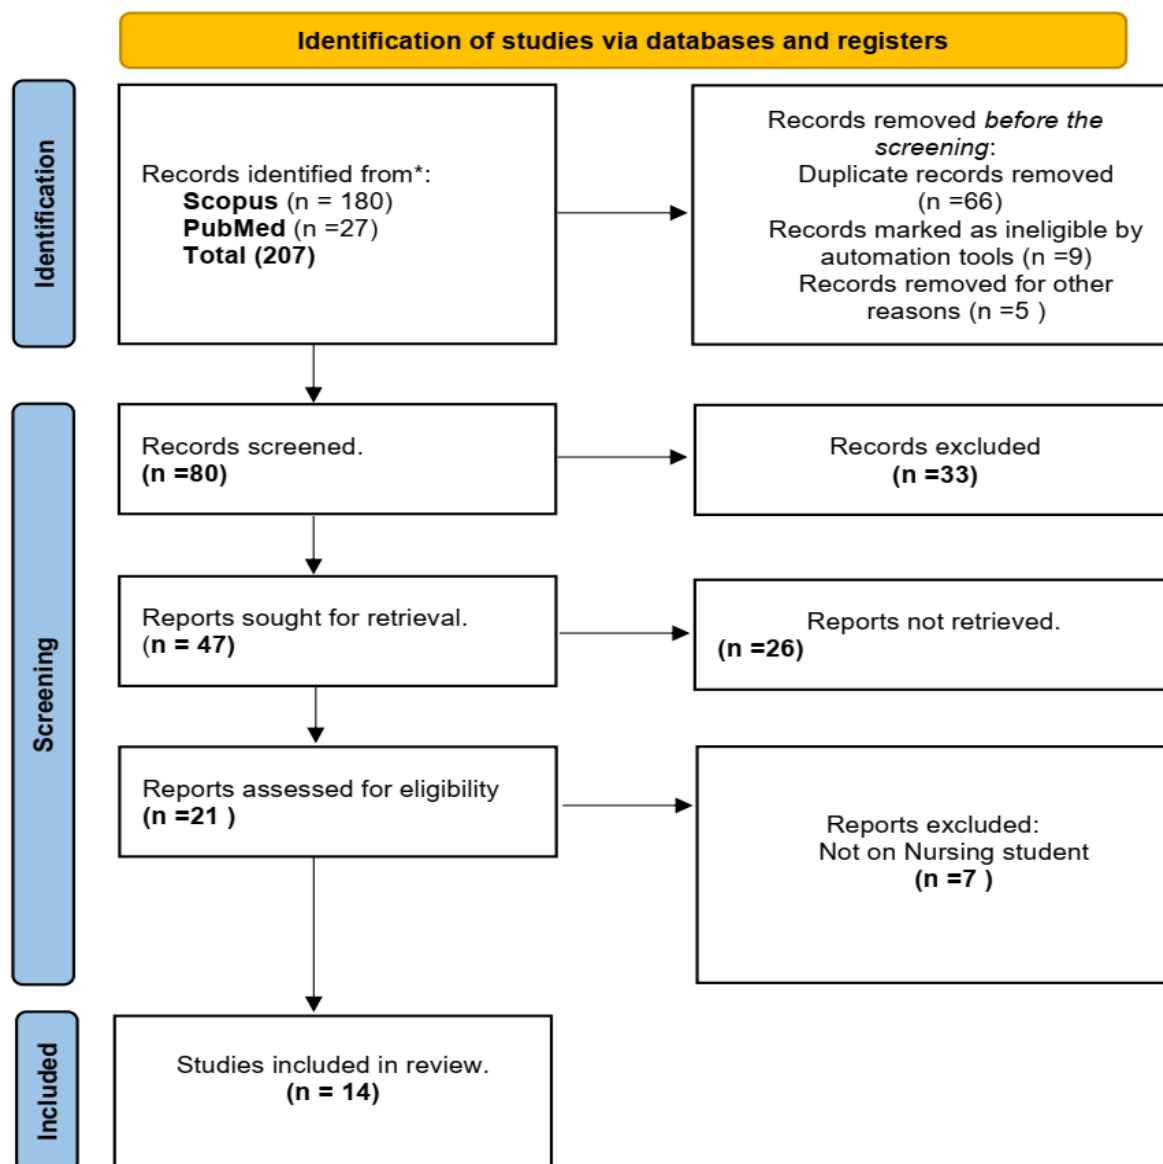 Identification of studies via databases and registers
Identification
Records identified from*:
Scopus (n = 180)
PubMed (n =27)
Total (207)
Records removed before the
screening:
Duplicate records removed
(n =66)
Records marked as ineligible by
automation tools (n =9)
Records removed for other
reasons (n =5 )
Screening
Records screened.
(n =80)
Records excluded
(n =33)
Reports sought for retrieval.
(n = 47)
Reports not retrieved.
(n =26)
Reports assessed for eligibility
(n =21 )
Reports excluded:
Not on Nursing student
(n =7 )
Included
Studies included in review.
(n = 14)